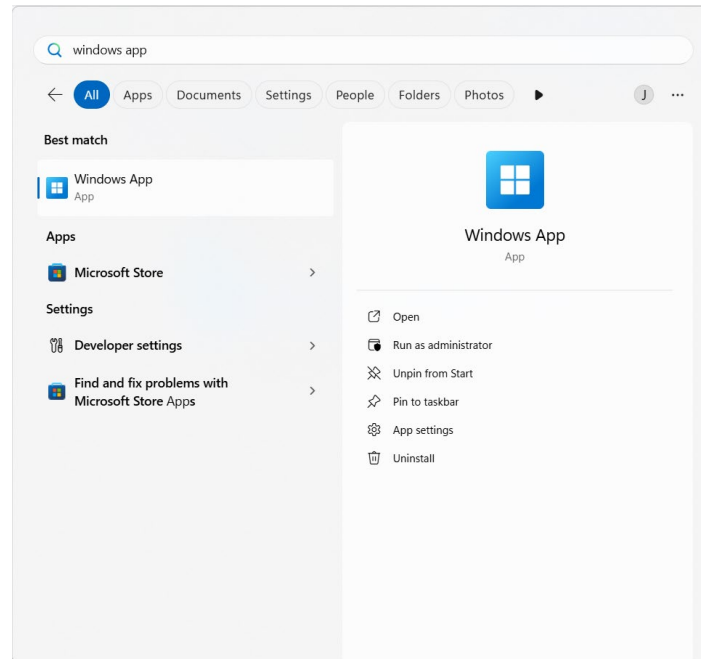 windows app
All Apps Documents Settings People Folders Photos J ...
Best match
Windows App
App
Apps
Microsoft Store
Settings
Developer settings
Find and fix problems with
Microsoft Store Apps
Windows App
App
Open
Run as administrator
Unpin from Start
Pin to taskbar
App settings
Uninstall